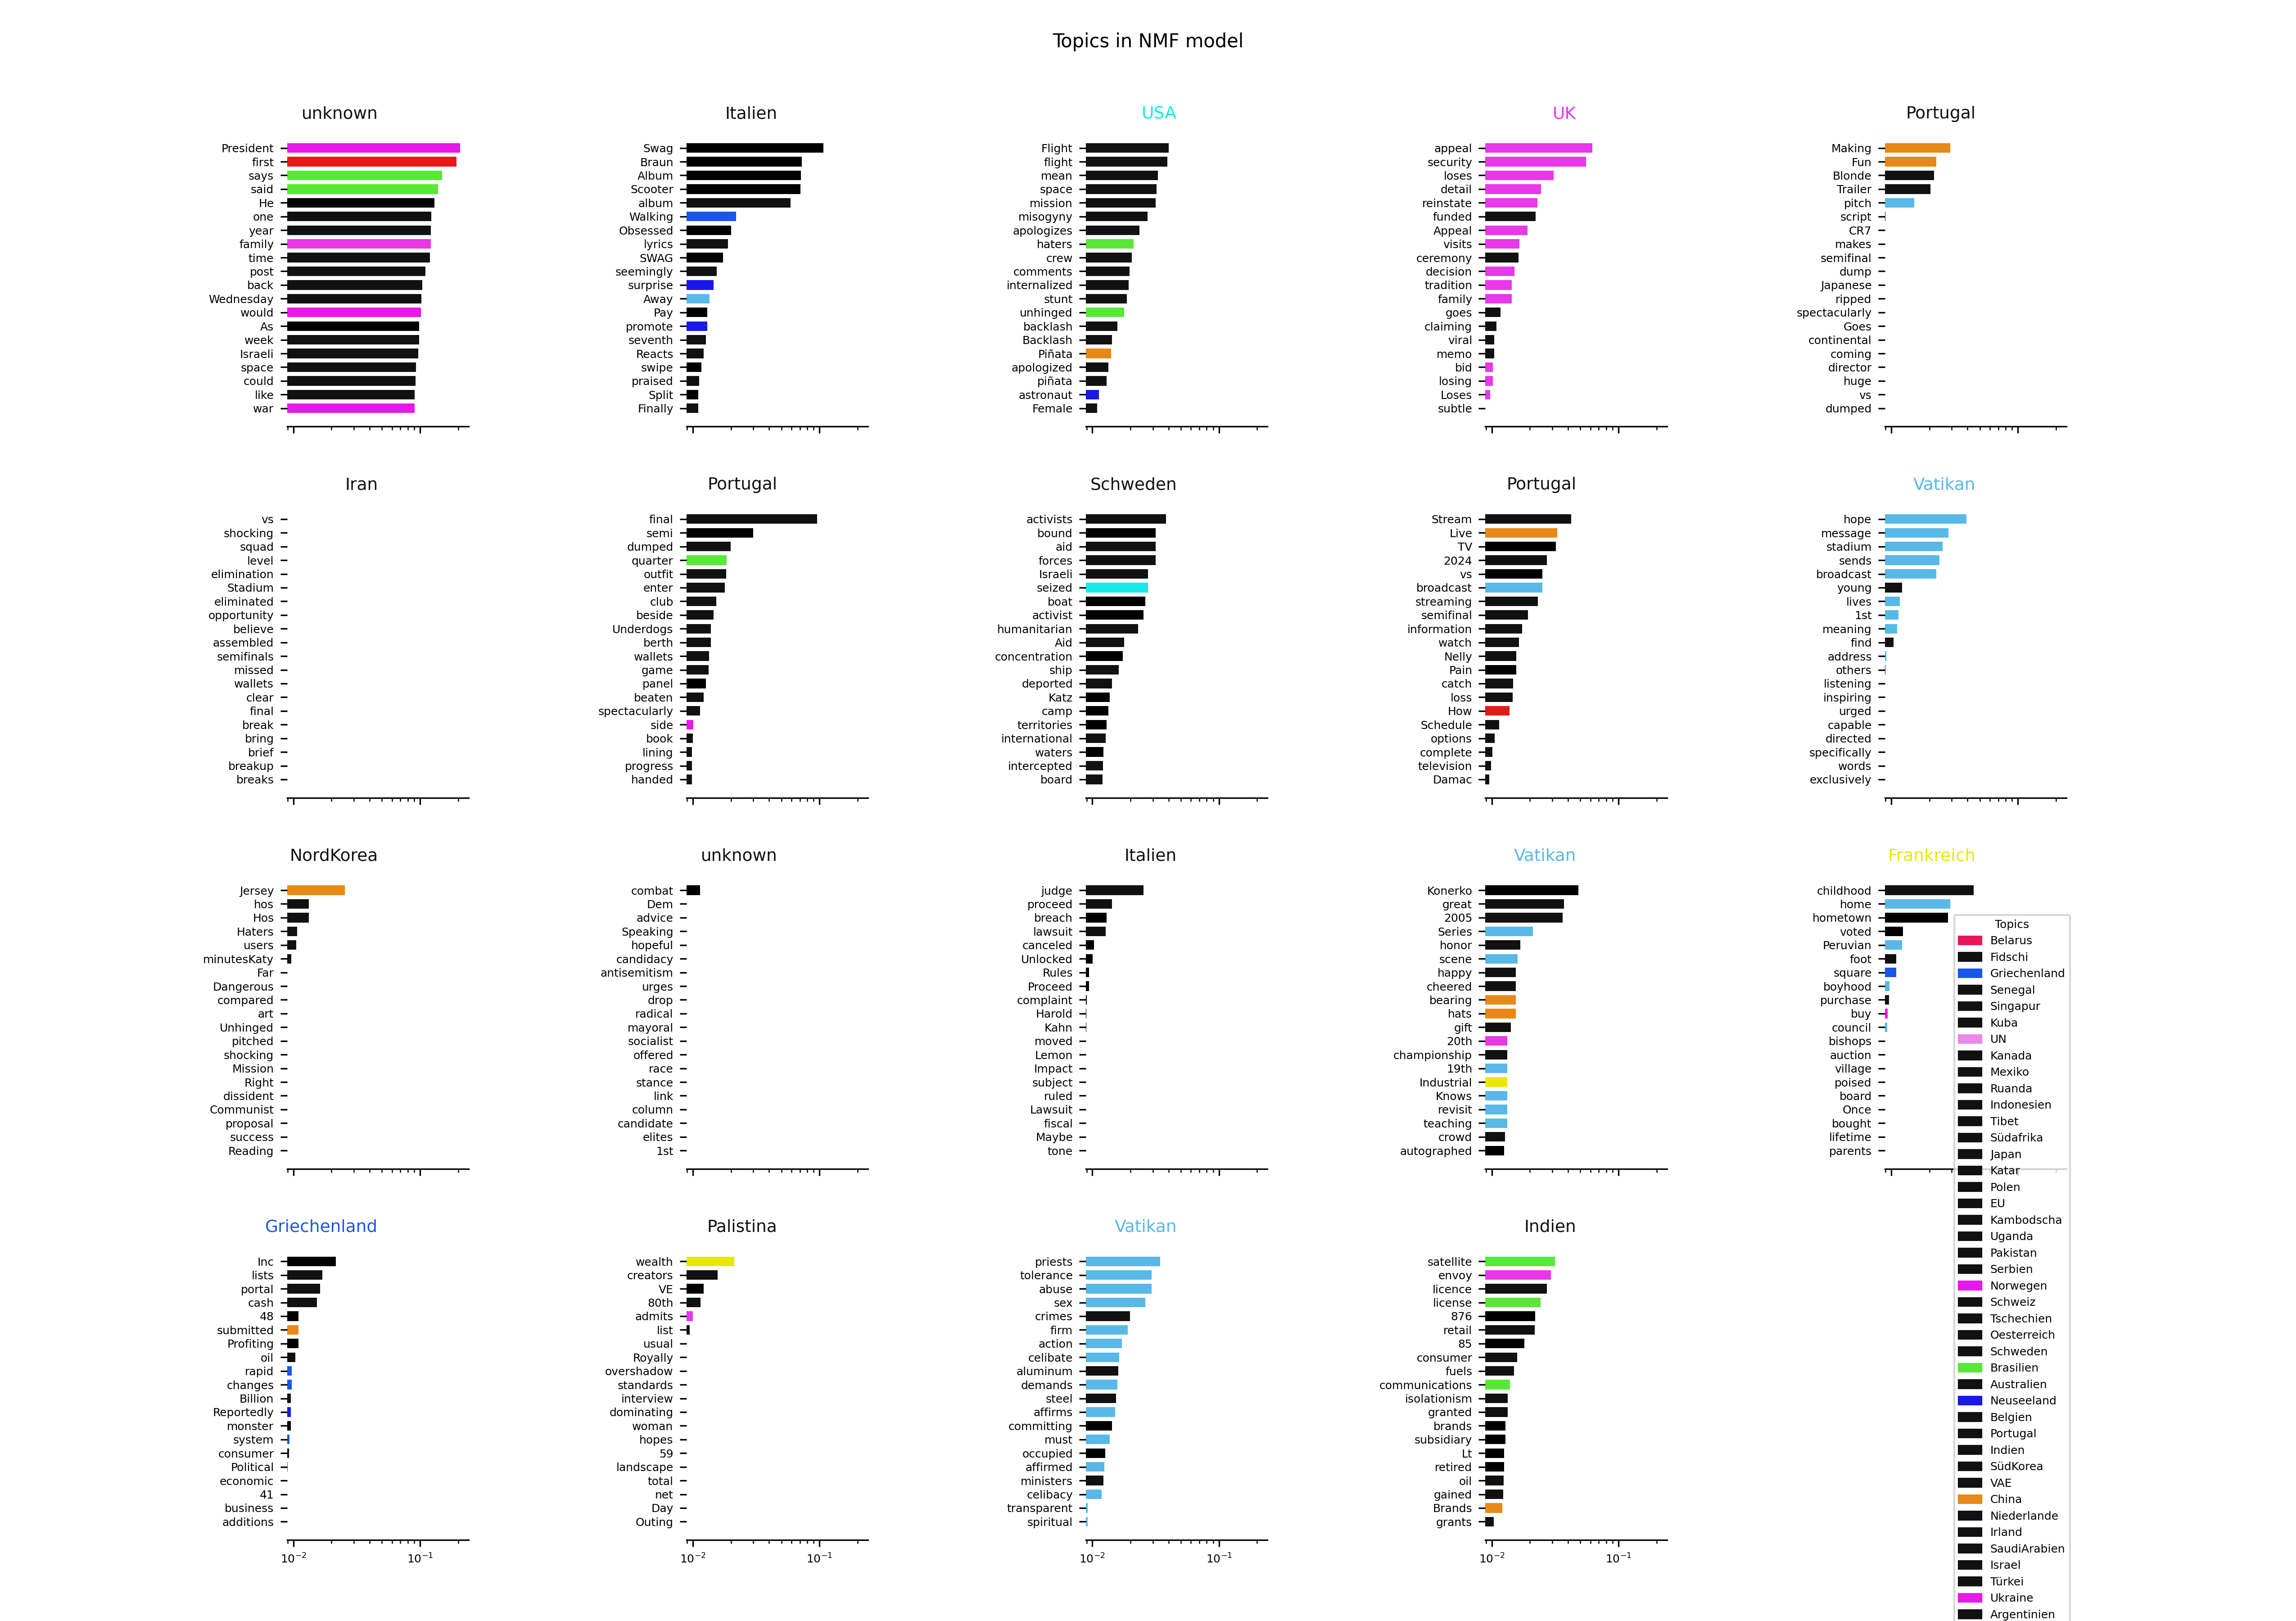 Topics in NMF model
unknown
President
first
says
said
He
one
year
family
time
post
back
Wednesday
would
As
week
Israeli
space
could
like
war
Italien
Swag
Braun
Album
Scooter
album
Walking
Obsessed
lyrics
SWAG
seemingly
surprise
Away
Pay
promote
seventh
Reacts
swipe
praised
Split
Finally
USA
Flight
flight
mean
space
mission
misogyny
apologizes
haters
crew
comments
internalized
stunt
unhinged
backlash
Backlash
Piñata
apologized
piñata
astronaut
Female
UK
appeal
security
loses
detail
reinstate
funded
Appeal
visits
ceremony
decision
tradition
family
goes
claiming
viral
memo
bid
losing
Loses
subtle
Portugal
Making
Fun
Blonde
Trailer
pitch
script
CR7
makes
semifinal
dump
Japanese
ripped
spectacularly
Goes
continental
coming
director
huge
vs
dumped
Iran
vs
shocking
squad
level
elimination
Stadium
eliminated
opportunity
believe
assembled
semifinals
missed
wallets
clear
final
break
bring
brief
breakup
breaks
Portugal
final
semi
dumped
quarter
outfit
enter
club
beside
Underdogs
berth
wallets
game
panel
beaten
spectacularly
side
book
lining
progress
handed
Schweden
activists
bound
aid
forces
Israeli
seized
boat
activist
humanitarian
Aid
concentration
ship
deported
Katz
camp
territories
international
waters
intercepted
board
Portugal
Stream
Live
TV
2024
vs
broadcast
streaming
semifinal
information
watch
Nelly
Pain
catch
loss
How
Schedule
options
complete
television
Damac
Vatikan
hope
message
stadium
sends
broadcast
young
lives
1st
meaning
find
address
others
listening
inspiring
urged
capable
directed
specifically
words
exclusively
NordKorea
Jersey
hos
Hos
Haters
users
minutesKaty
Far
Dangerous
compared
art
Unhinged
pitched
shocking
Mission
Right
dissident
Communist
proposal
success
Reading
unknown
combat
Dem
advice
Speaking
hopeful
candidacy
antisemitism
urges
drop
radical
mayoral
socialist
offered
race
stance
link
column
candidate
elites
1st
Italien
judge
proceed
breach
lawsuit
canceled
Unlocked
Rules
Proceed
complaint
Harold
Kahn
moved
Lemon
Impact
subject
ruled
Lawsuit
fiscal
Maybe
tone
Vatikan
Konerko
great
2005
Series
honor
scene
happy
cheered
bearing
hats
gift
20th
championship
19th
Industrial
Knows
revisit
teaching
crowd
autographed
Frankreich
childhood
home
hometown
voted
Peruvian
foot
square
boyhood
purchase
buy
council
bishops
auction
village
poised
board
Once
bought
lifetime
parents
Griechenland
Inc
lists
portal
cash
48
submitted
Profiting
oil
rapid
changes
Billion
Reportedly
monster
system
consumer
Political
economic
41
business
additions
10⁻² 10⁻¹
Palistina
wealth
creators
VE
80th
admits
list
usual
Royally
overshadow
standards
interview
dominating
woman
hopes
59
landscape
total
net
Day
Outing
10⁻² 10⁻¹
Vatikan
priests
tolerance
abuse
sex
crimes
firm
action
celibate
aluminum
demands
steel
affirms
committing
must
occupied
affirmed
ministers
celibacy
transparent
spiritual
10⁻² 10⁻¹
Indien
satellite
envoy
licence
license
876
retail
85
consumer
fuels
communications
isolationism
granted
brands
subsidiary
Lt
retired
oil
gained
Brands
grants
10⁻² 10⁻¹
Topics
Belarus
Fidschi
Griechenland
Senegal
Singapur
Kuba
UN
Kanada
Mexiko
Ruanda
Indonesien
Tibet
Südafrika
Japan
Katar
Polen
EU
Kambodscha
Uganda
Pakistan
Serbien
Norwegen
Schweiz
Tschechien
Oesterreich
Schweden
Brasilien
Australien
Neuseeland
Belgien
Portugal
Indien
SüdKorea
VAE
China
Niederlande
Irland
SaudiArabien
Israel
Türkei
Ukraine
Argentinien